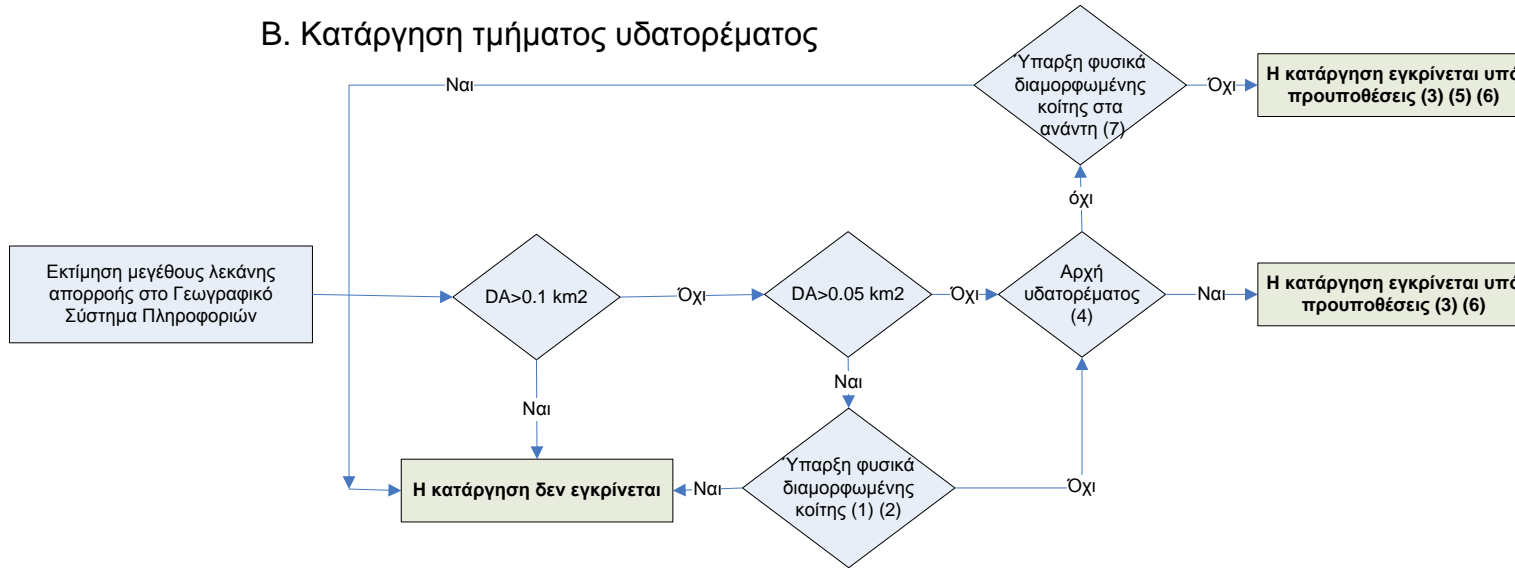 Β. Κατάργηση τμήματος υδατορέματος
Ναι
Ύπαρξη φυσικά
διαμορφωμένης
κοίτης στα
ανάντη (7)
Όχι
Η κατάργηση εγκρίνεται υπό
προυποθέσεις (3) (5) (6)
όχι
Εκτίμηση μεγέθους λεκάνης
απορροής στο Γεωγραφικό
Σύστημα Πληροφοριών
DA>0.1 km2
Όχι
DA>0.05 km2
Όχι
Αρχή
υδατορέματος
(4)
Ναι
Η κατάργηση εγκρίνεται υπό
προυποθέσεις (3) (6)
Ναι
Ναι
Η κατάργηση δεν εγκρίνεται
Ναι
Ύπαρξη φυσικά
διαμορφωμένης
κοίτης (1) (2)
Όχι